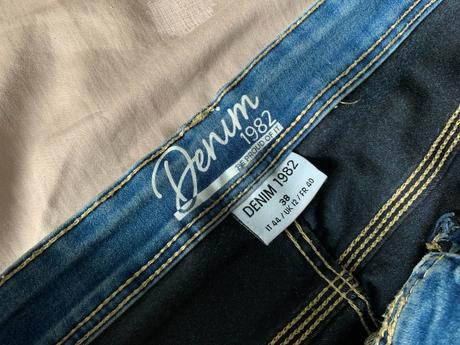 Denim
1982
BE PROUD OF IT
DENIM 1982
38
IT 44 / UK 12 / FR 40